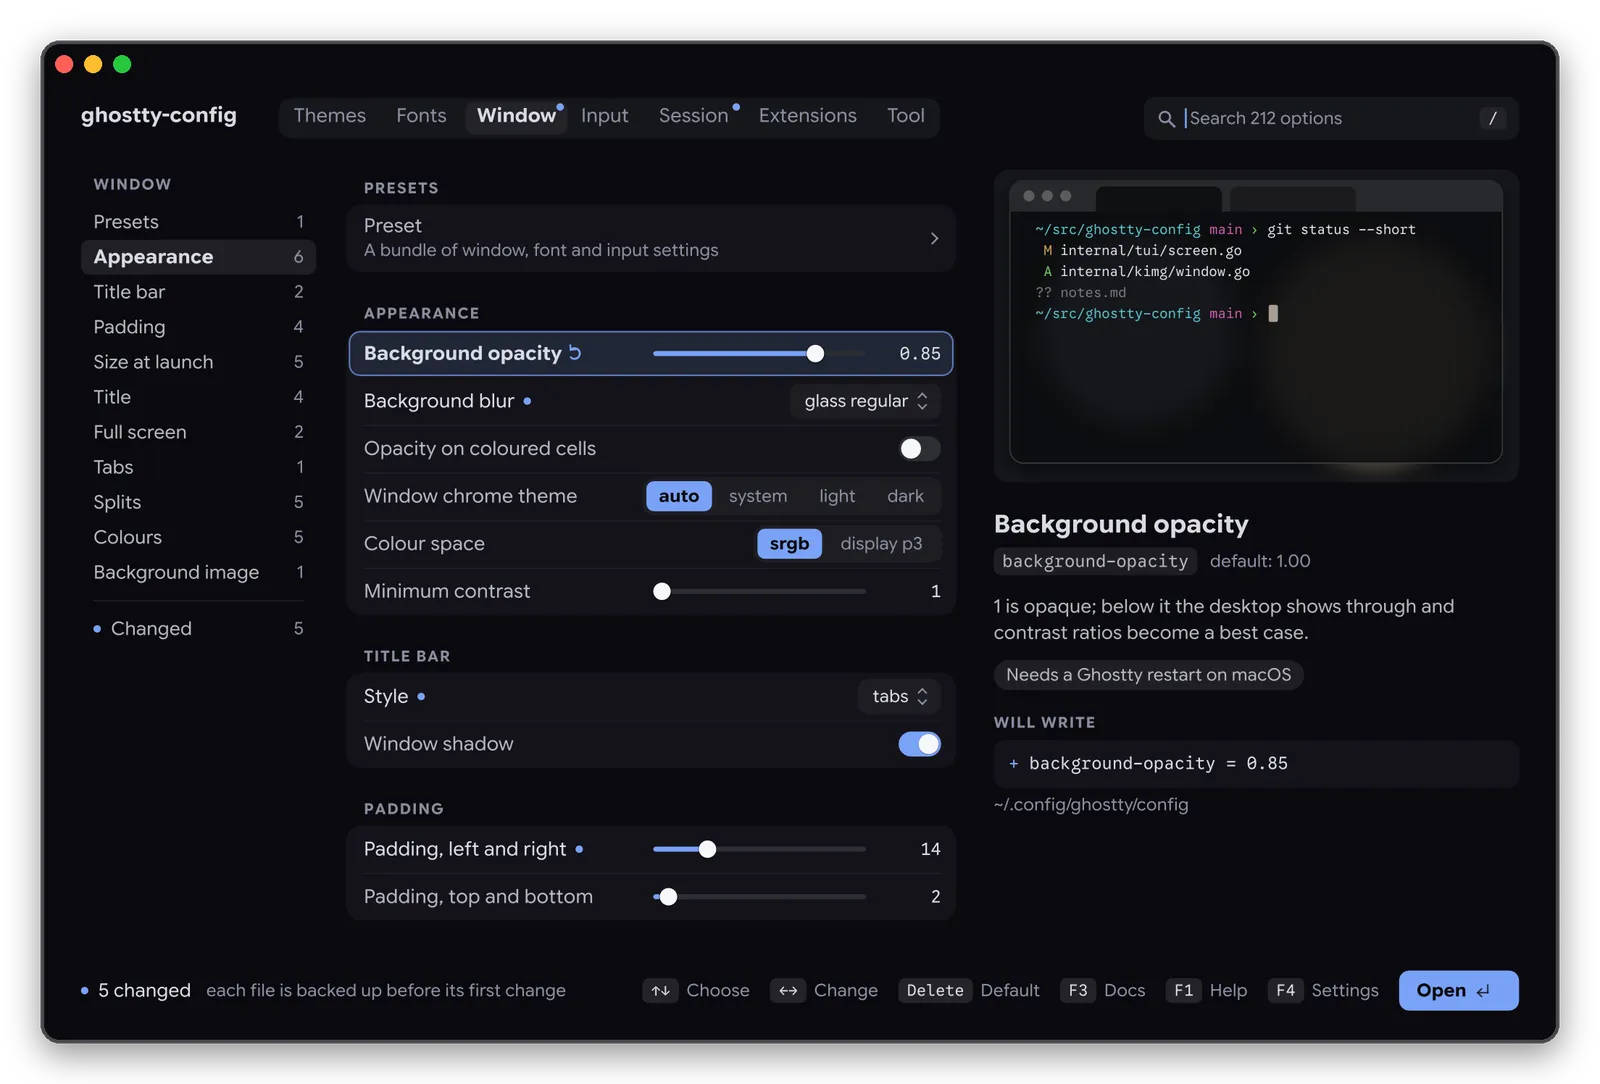 ghostty-config
Themes Fonts Window Input Session Extensions Tool
Search 212 options /
WINDOW
Presets 1
Appearance 6
Title bar 2
Padding 4
Size at launch 5
Title 4
Full screen 2
Tabs 1
Splits 5
Colours 5
Background image 1
Changed 5
PRESETS
Preset
A bundle of window, font and input settings
APPEARANCE
Background opacity 0.85
Background blur glass regular
Opacity on coloured cells
Window chrome theme auto system light dark
Colour space srgb display p3
Minimum contrast 1
TITLE BAR
Style tabs
Window shadow
PADDING
Padding, left and right 14
Padding, top and bottom 2
~/src/ghostty-config main › git status --short
M internal/tui/screen.go
A internal/kimg/window.go
?? notes.md
~/src/ghostty-config main ›
Background opacity
background-opacity default: 1.00
1 is opaque; below it the desktop shows through and
contrast ratios become a best case.
Needs a Ghostty restart on macOS
WILL WRITE
+ background-opacity = 0.85
~/.config/ghostty/config
5 changed each file is backed up before its first change
↑↓ Choose ↔ Change Delete Default F3 Docs F1 Help F4 Settings Open ↵